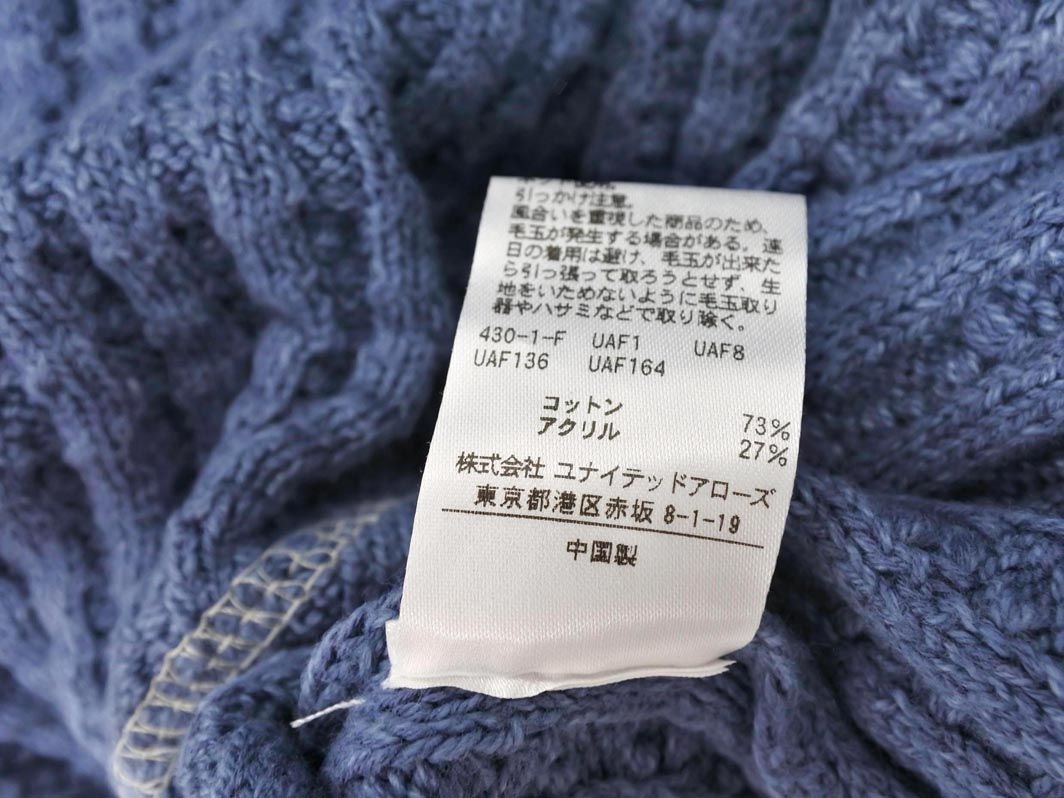 引っかけ注意。
風合いを重視した商品のため、
毛玉が発生する場合がある。連
日の着用は避け、毛玉が出来た
ら引っ張って取ろうとせず、生
地をいためないように毛玉取り
器やハサミなどで取り除く。
430-1-F UAF1 UAF8
UAF136 UAF164
コットン 73%
アクリル 27%
株式会社 ユナイテッドアローズ
東京都港区赤坂 8-1-19
中国製